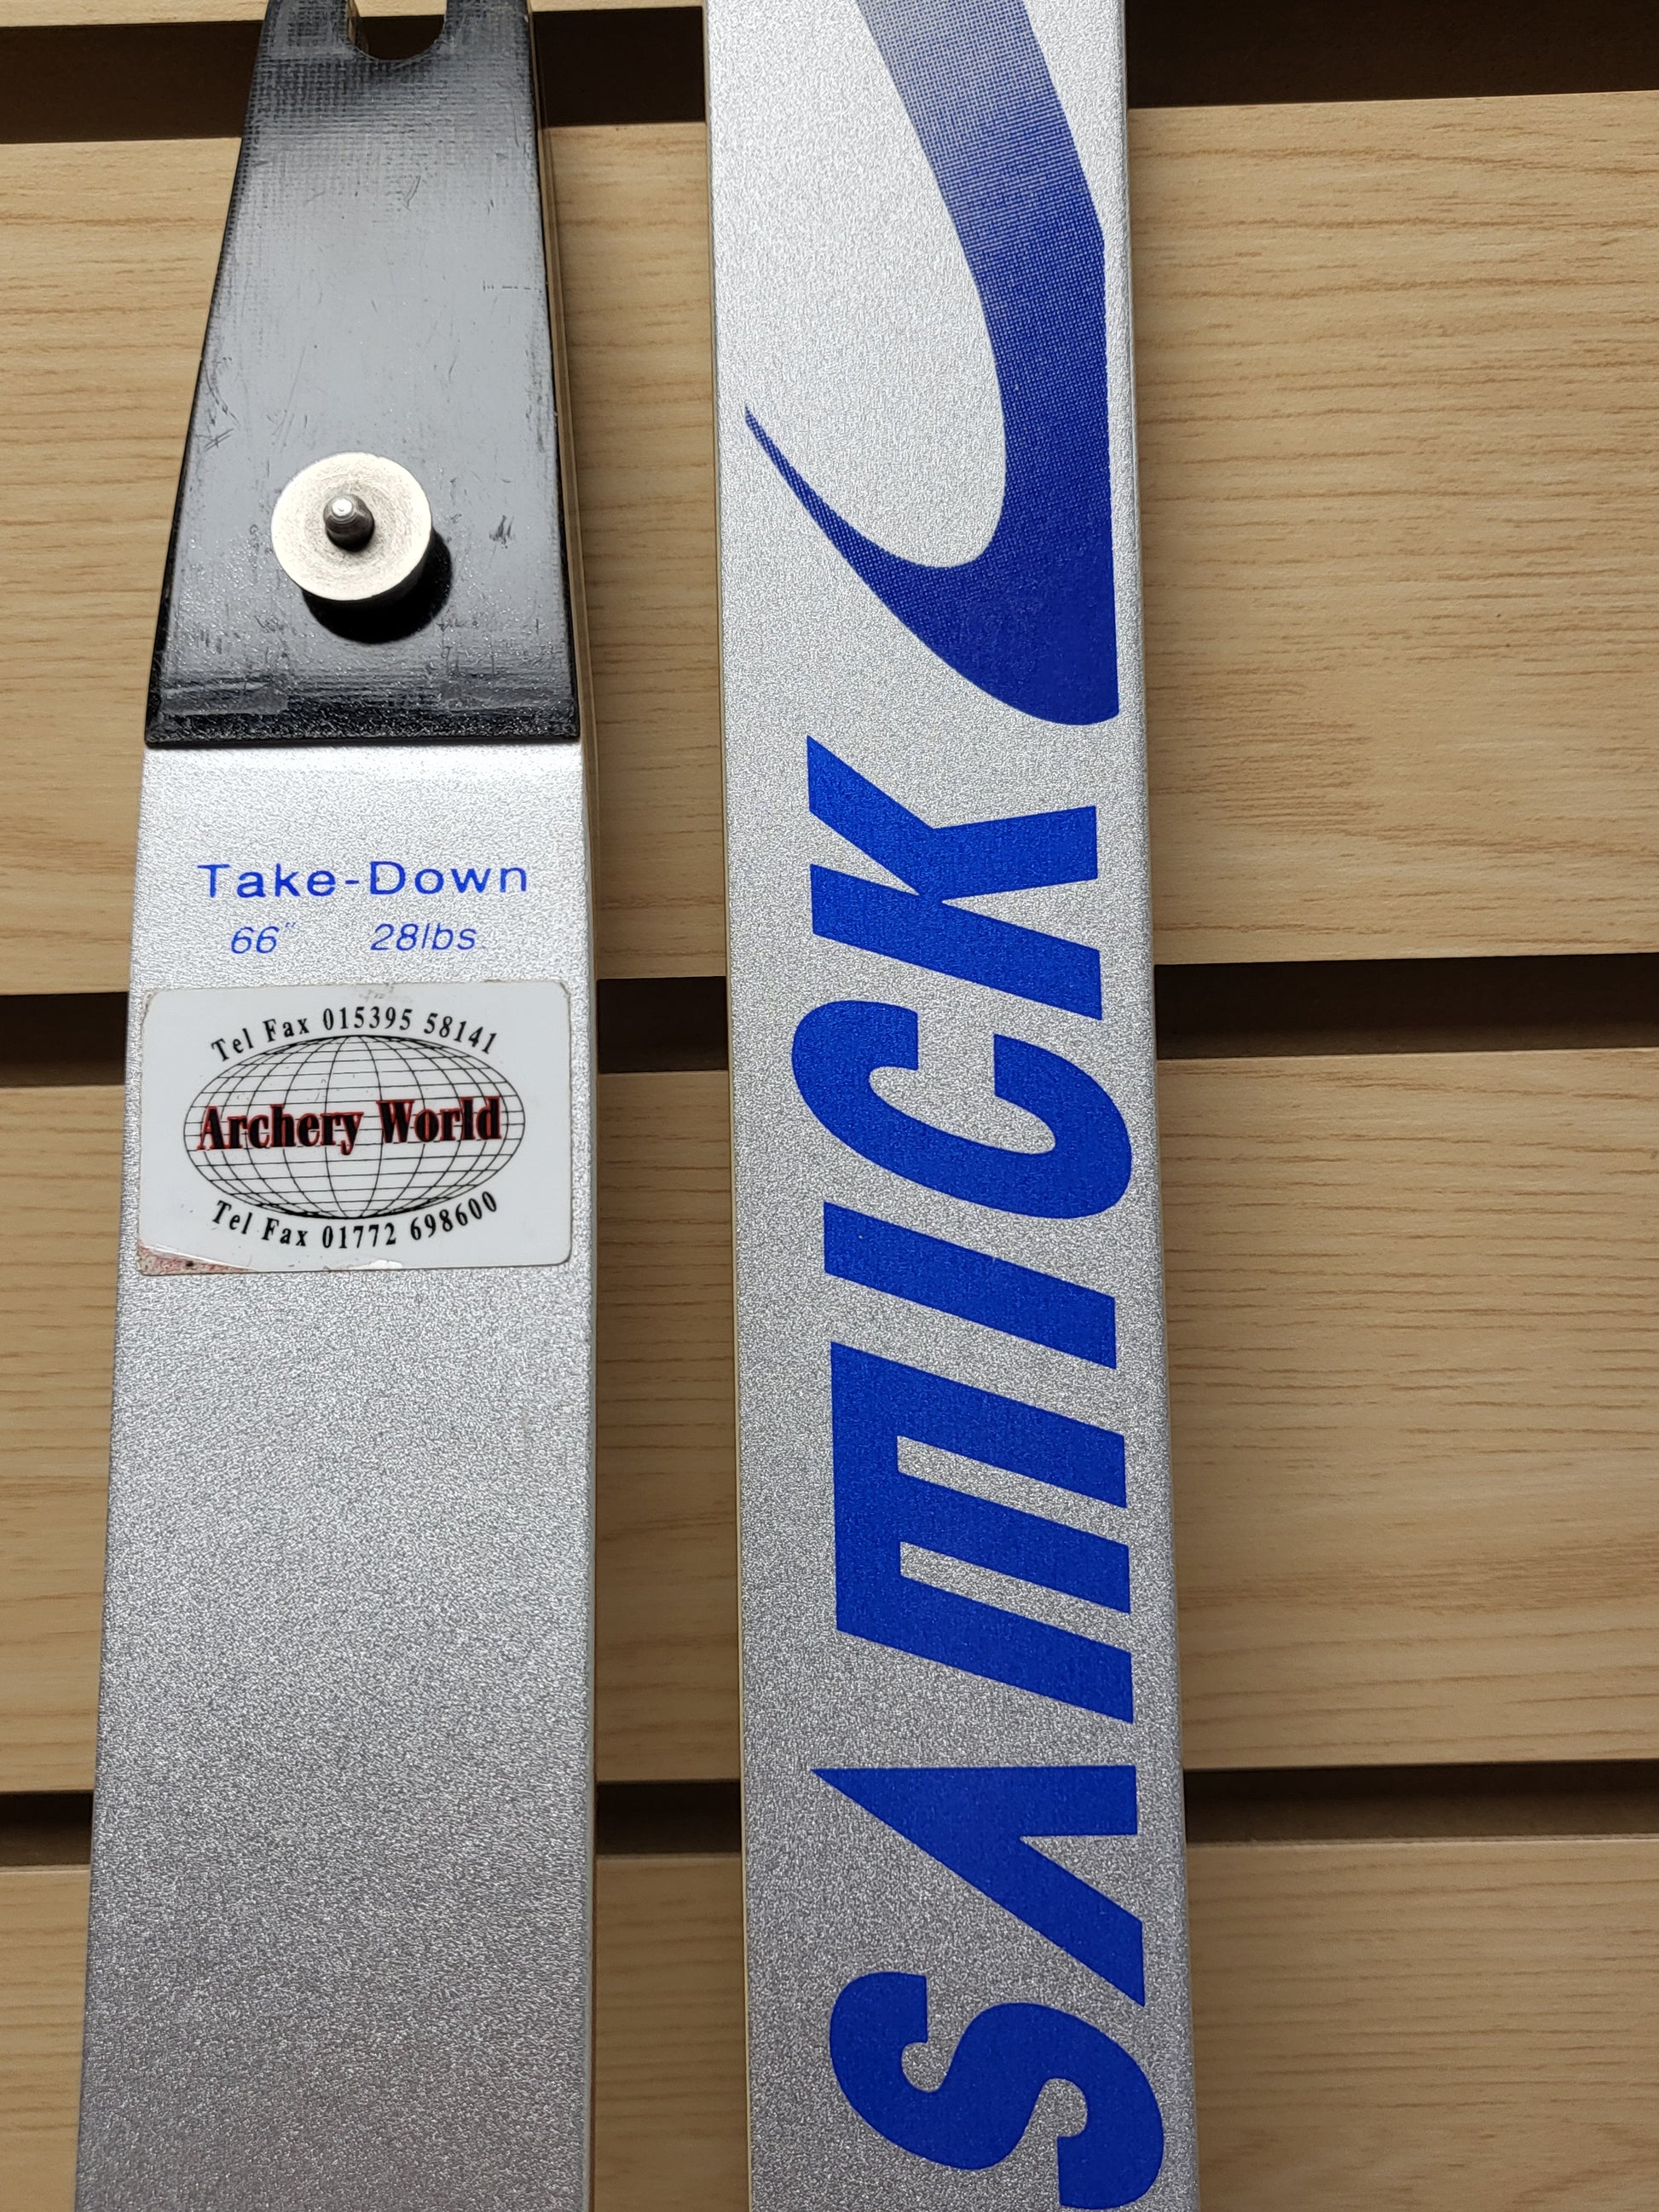 Take-Down
66" 28lbs
Tel Fax 015395 58141
Archery World
Tel Fax 01772 698600
SAMICK